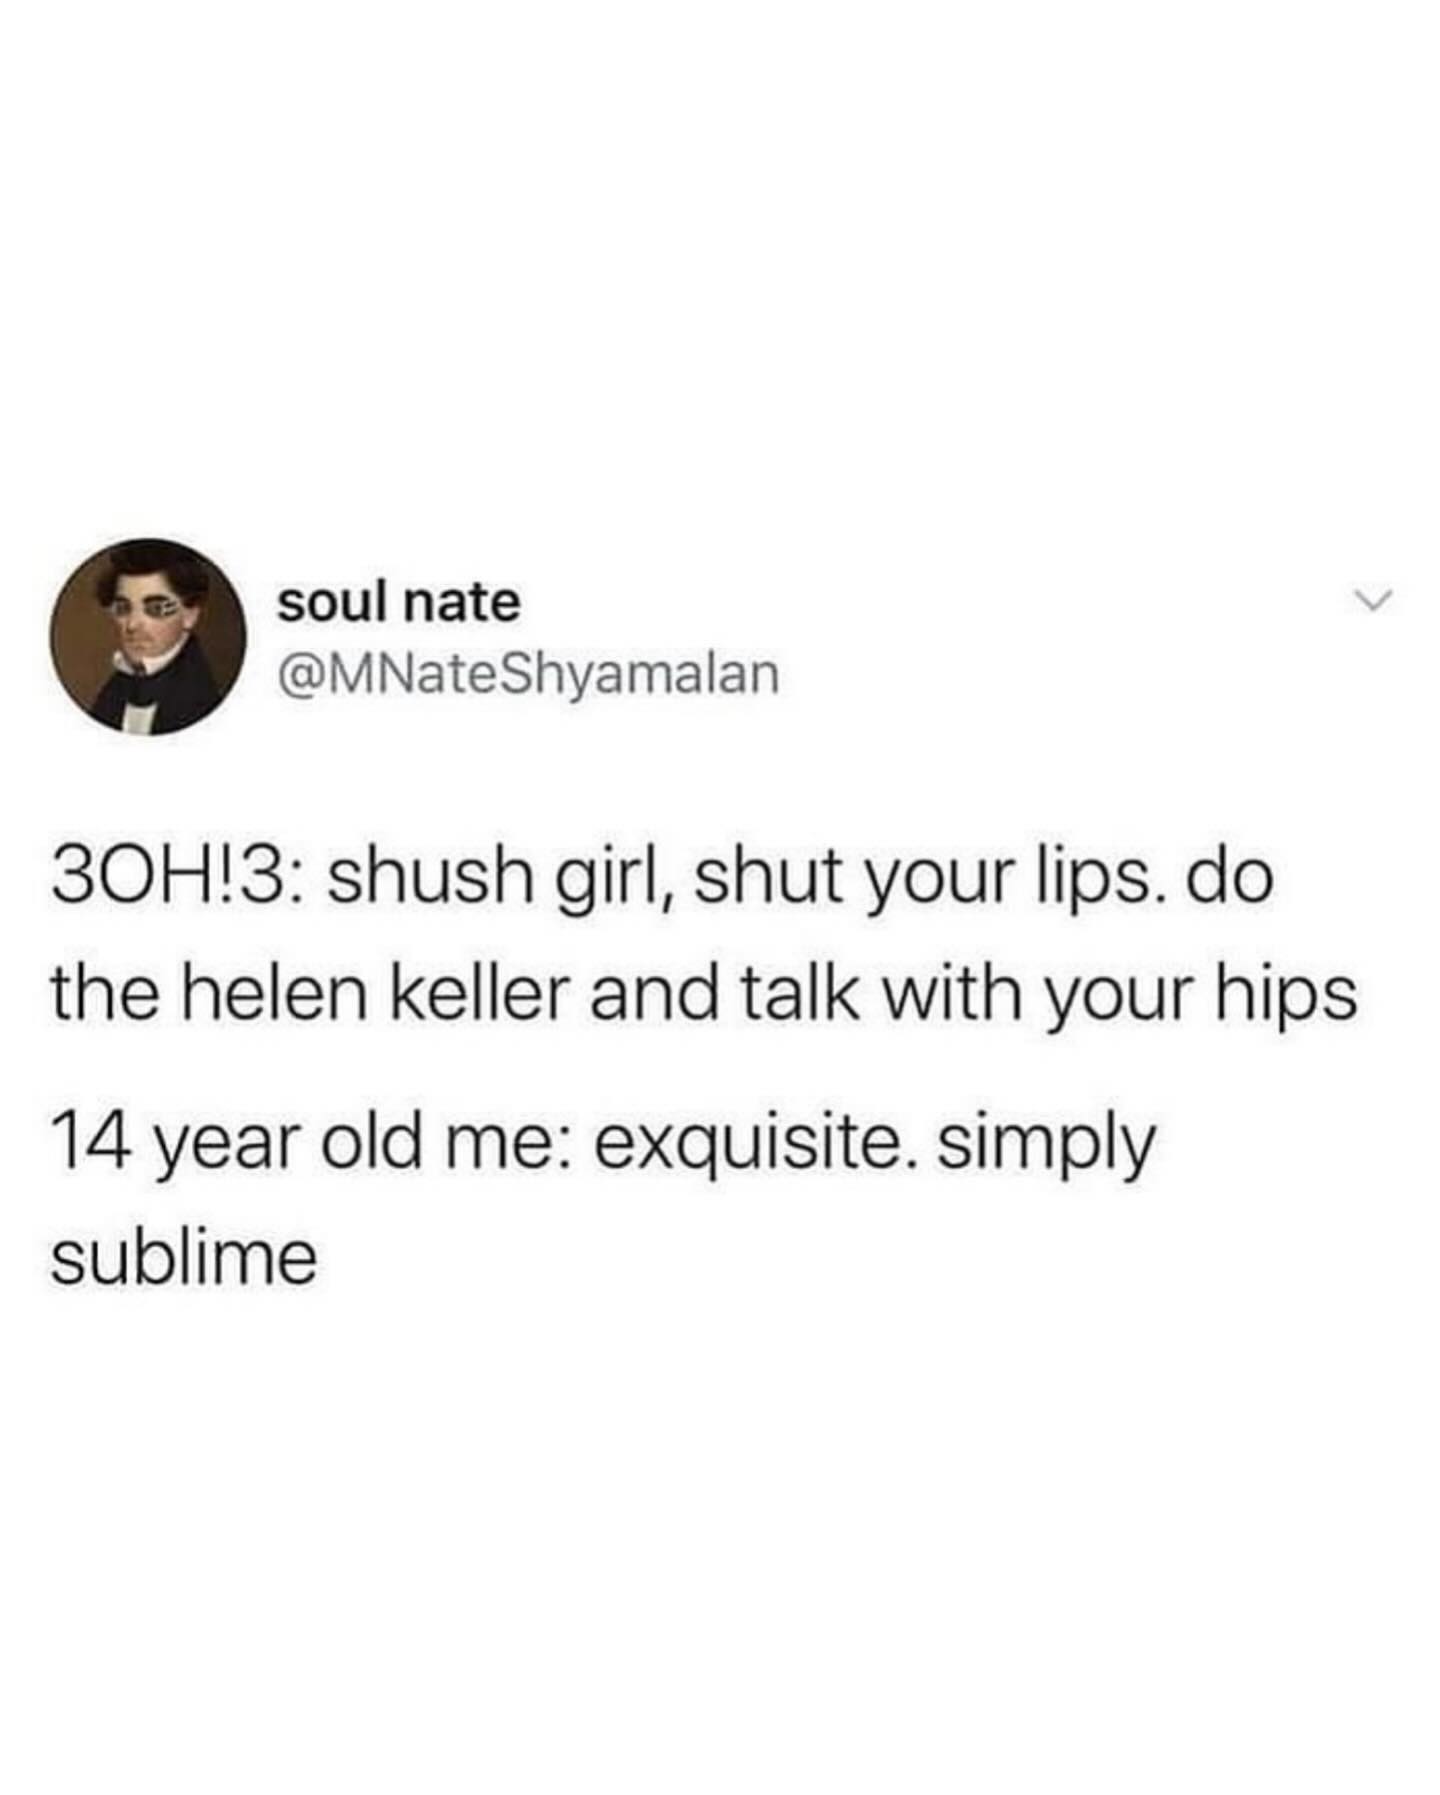 soul nate
@MNateShyamalan
3OH!3: shush girl, shut your lips. do
the helen keller and talk with your hips
14 year old me: exquisite. simply
sublime